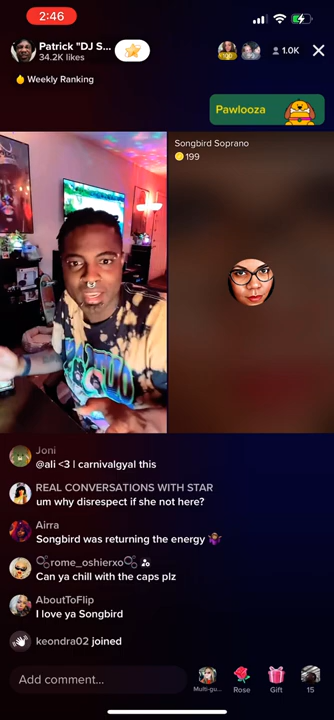 2:46
Patrick "DJ S...
34.2K likes
1.0K
Weekly Ranking
Pawlooza
Songbird Soprano
199
Joni
@ali <3 | carnivalgyal this
REAL CONVERSATIONS WITH STAR
um why disrespect if she not here?
Airra
Songbird was returning the energy 🤷🏾‍♀️
🫧rome_oshierxo🫧
Can ya chill with the caps plz
AboutToFlip
I love ya Songbird
keondra02 joined
Add comment...
Multi-gu...
Rose
Gift
15